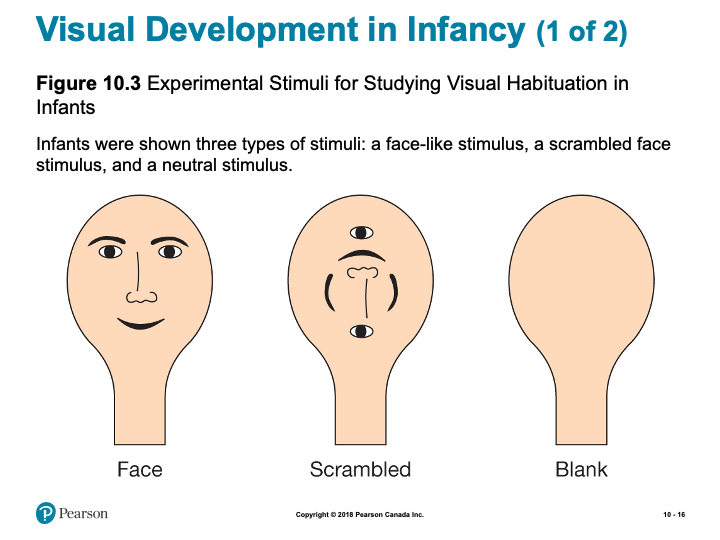 Visual Development in Infancy (1 of 2)
Figure 10.3 Experimental Stimuli for Studying Visual Habituation in
Infants
Infants were shown three types of stimuli: a face-like stimulus, a scrambled face
stimulus, and a neutral stimulus.
Face
Scrambled
Blank
P Pearson
Copyright © 2018 Pearson Canada Inc.
10 - 16